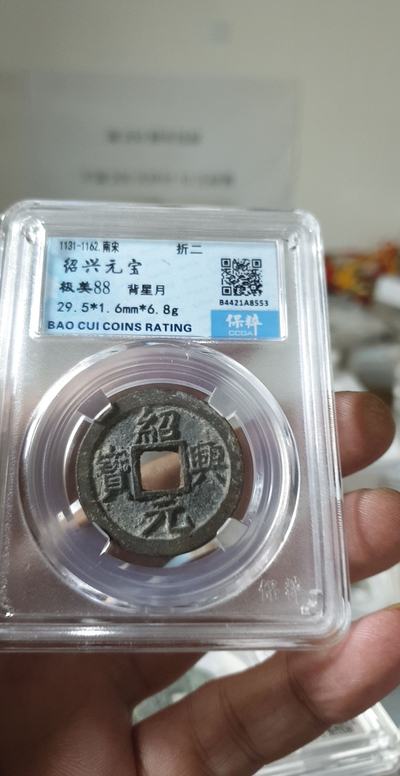 1131-1162.南宋 折二
绍兴元宝
极美88 背星月
29.5*1.6mm*6.8g
B4421A8553
BAO CUI COINS RATING
保粹
CCGA
紹興元寶
保粹